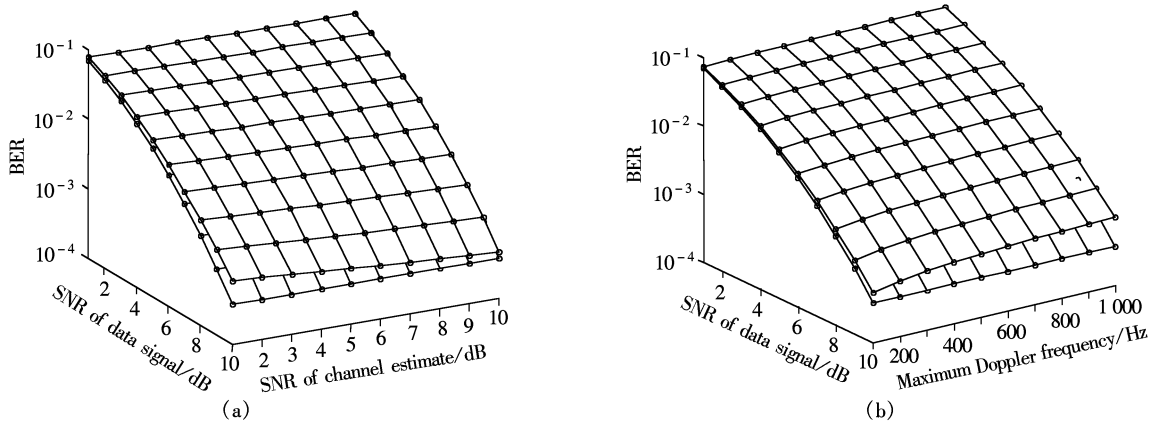 10⁻¹
10⁻²
10⁻³
10⁻⁴
BER
2
4
6
8
10
SNR of data signal/dB
2 3 4 5 6 7 8 9 10
SNR of channel estimate/dB
(a)
10⁻¹
10⁻²
10⁻³
10⁻⁴
BER
2
4
6
8
10
SNR of data signal/dB
200 400 600 800 1 000
Maximum Doppler frequency/Hz
(b)